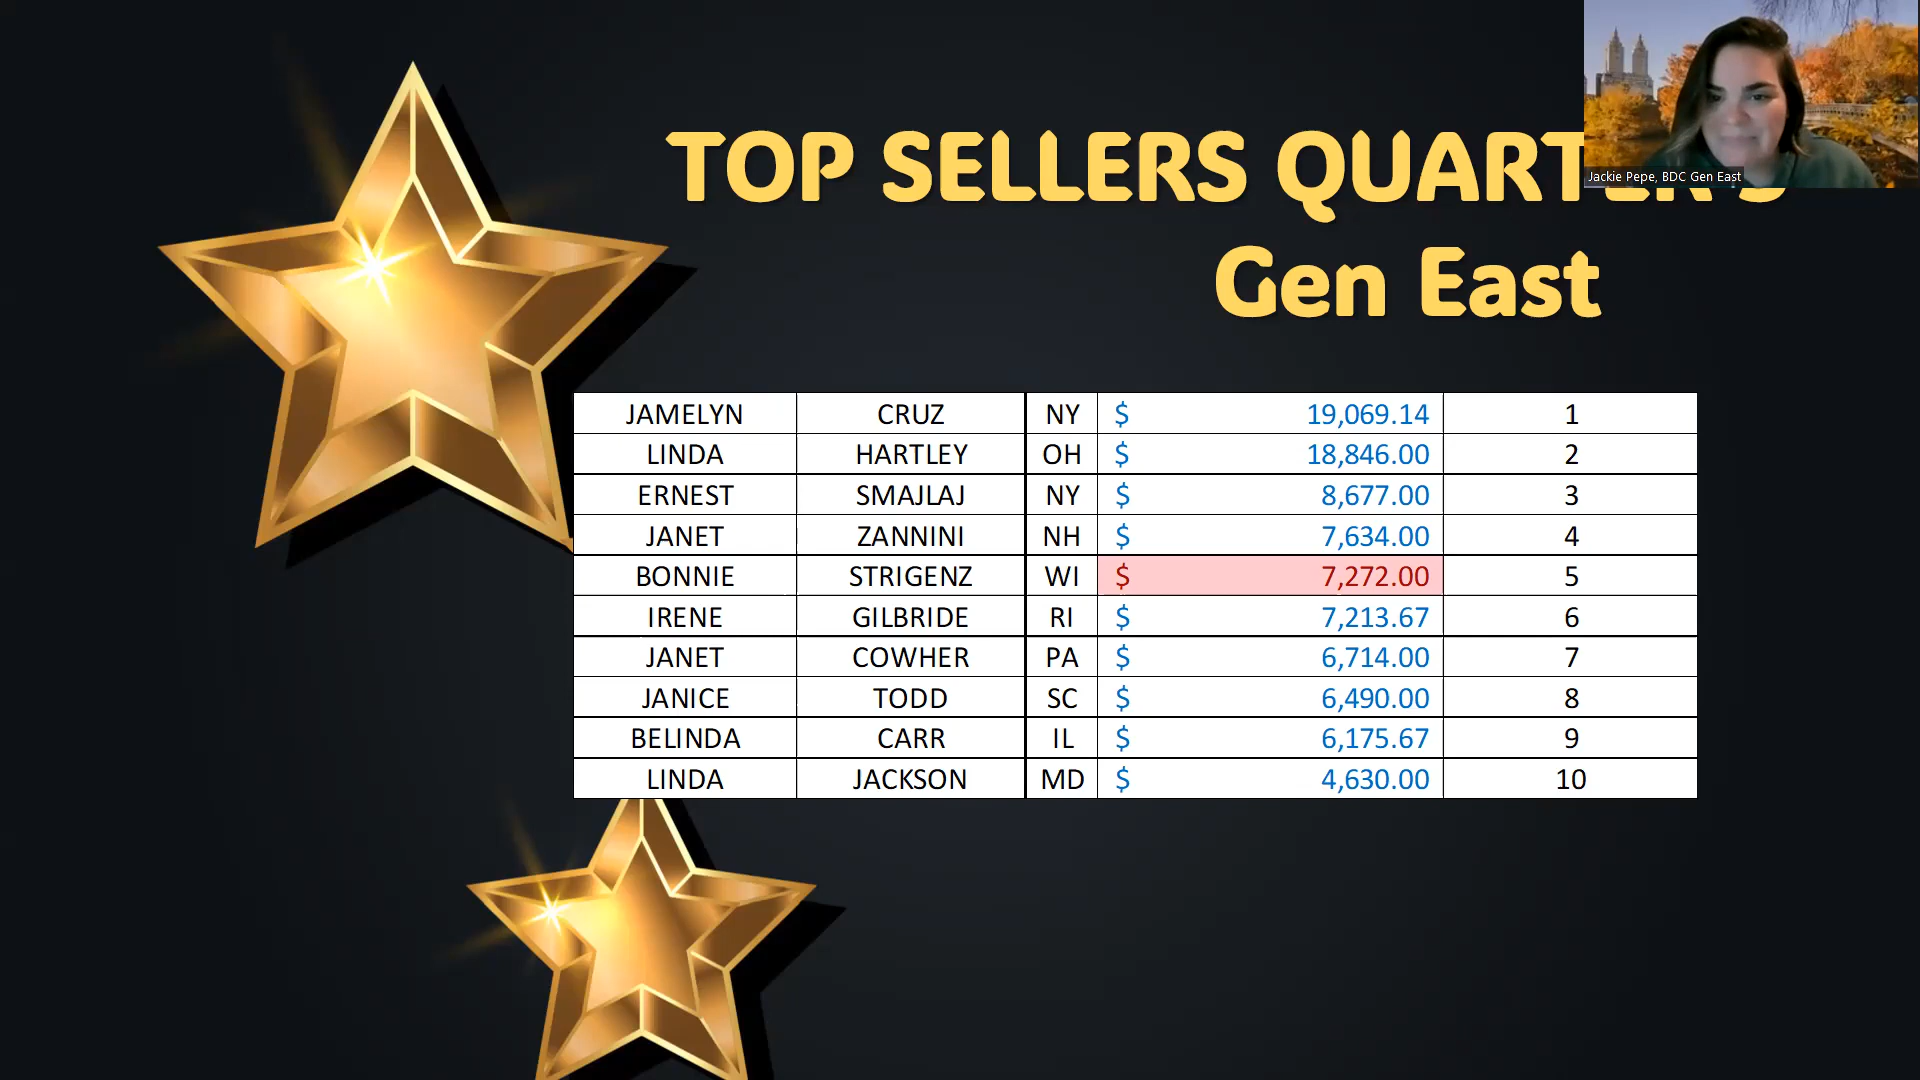 TOP SELLERS
Gen East
Jackie Pepe, BDC Gen East
JAMELYN CRUZ NY $ 19,069.14 1
LINDA HARTLEY OH $ 18,846.00 2
ERNEST SMAJLAJ NY $ 8,677.00 3
JANET ZANNINI NH $ 7,634.00 4
BONNIE STRIGENZ WI $ 7,272.00 5
IRENE GILBRIDE RI $ 7,213.67 6
JANET COWHER PA $ 6,714.00 7
JANICE TODD SC $ 6,490.00 8
BELINDA CARR IL $ 6,175.67 9
LINDA JACKSON MD $ 4,630.00 10